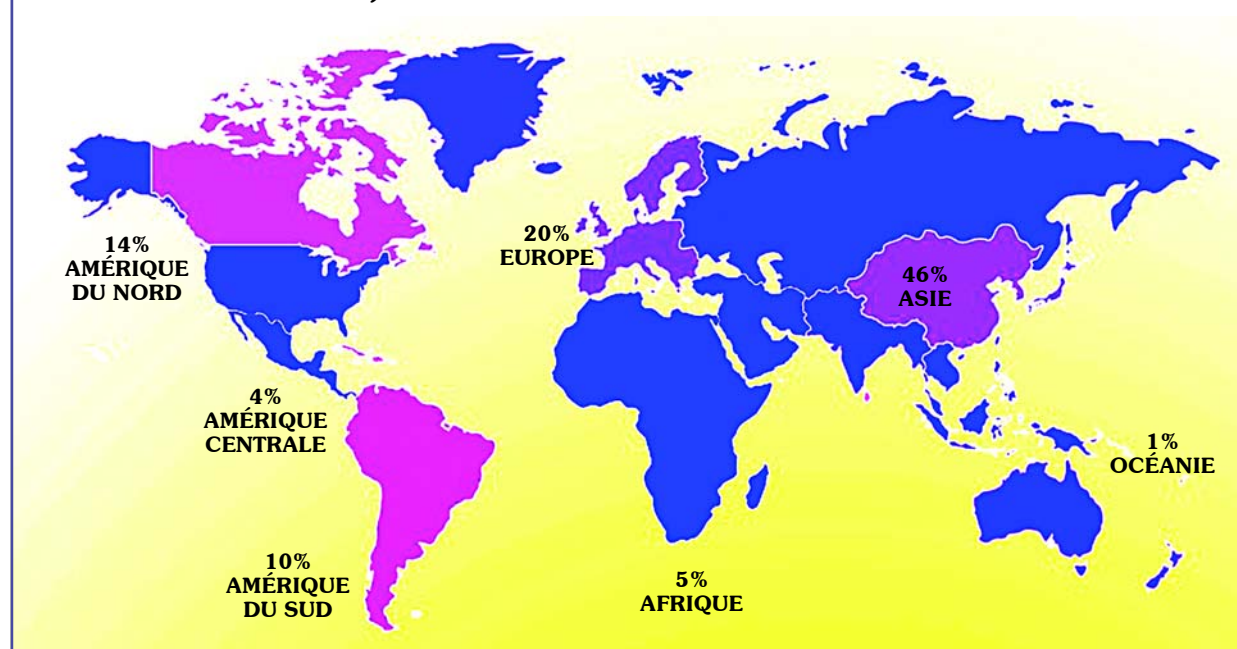 14%
AMÉRIQUE
DU NORD
20%
EUROPE
46%
ASIE
4%
AMÉRIQUE
CENTRALE
1%
OCÉANIE
10%
AMÉRIQUE
DU SUD
5%
AFRIQUE